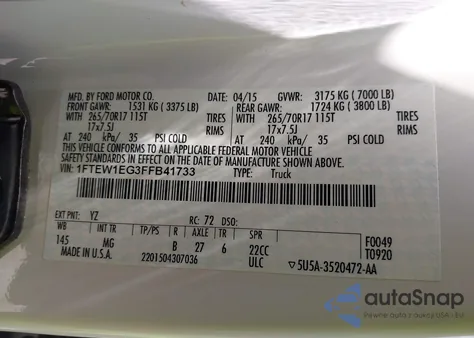 MFD. BY FORD MOTOR CO. 04/15 GVWR: 3175 KG ( 7000 LB)
FRONT GAWR: 1531 KG ( 3375 LB) REAR GAWR: 1724 KG ( 3800 LB)
265/70R17 115T TIRES 265/70R17 115T TIRES
17x7.5J RIMS 17x7.5J RIMS
AT 240 kPa/ 35 PSI COLD AT 240 kPa/ 35 PSI COLD
THIS VEHICLE CONFORMS TO ALL APPLICABLE FEDERAL MOTOR VEHICLE
SAFETY STANDARDS IN EFFECT ON THE DATE OF MANUFACTURE SHOWN ABOVE.
VIN: 1FTEW1EG3FFB41733 TYPE: Truck
EXT PNT: YZ RC: 72 DSO: F0049
WB INT TR TP/PS R AXLE TR SPR T0920
145 MG B 27 6 22CC
MADE IN U.S.A. 2201504307036 ULC ▽5U5A-3520472-AA
autoSnap